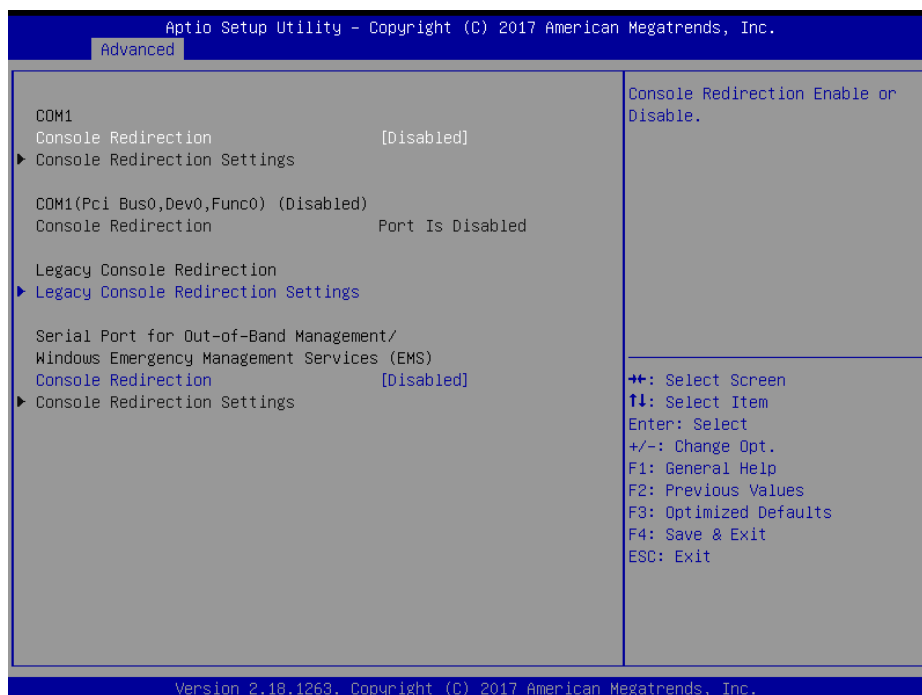 Aptio Setup Utility – Copyright (C) 2017 American Megatrends, Inc.
Advanced
COM1
Console Redirection [Disabled]
▶ Console Redirection Settings
COM1(Pci Bus0,Dev0,Func0) (Disabled)
Console Redirection Port Is Disabled
Legacy Console Redirection
▶ Legacy Console Redirection Settings
Serial Port for Out-of-Band Management/
Windows Emergency Management Services (EMS)
Console Redirection [Disabled]
▶ Console Redirection Settings
Console Redirection Enable or
Disable.
→←: Select Screen
↑↓: Select Item
Enter: Select
+/-: Change Opt.
F1: General Help
F2: Previous Values
F3: Optimized Defaults
F4: Save & Exit
ESC: Exit
Version 2.18.1263. Copyright (C) 2017 American Megatrends, Inc.